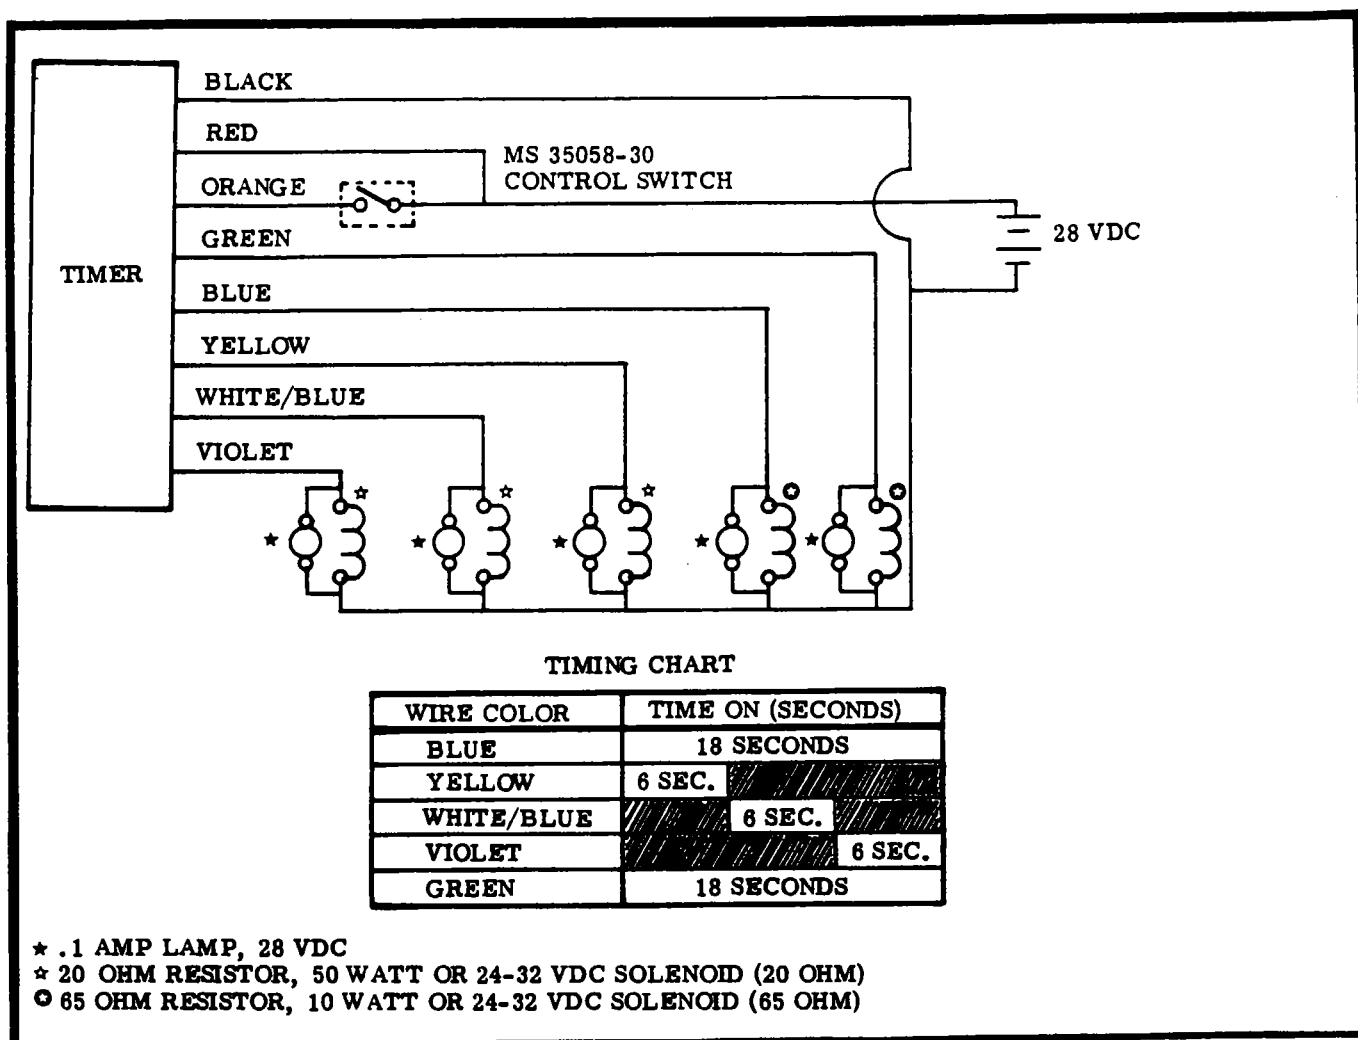 BLACK
RED
MS 35058-30
CONTROL SWITCH
ORANGE
GREEN
28 VDC
TIMER
BLUE
YELLOW
WHITE/BLUE
VIOLET
☆ ☆ ☆ ✪ ✪
★ ★ ★ ★ ★
TIMING CHART
WIRE COLOR TIME ON (SECONDS)
BLUE 18 SECONDS
YELLOW 6 SEC.
WHITE/BLUE 6 SEC.
VIOLET 6 SEC.
GREEN 18 SECONDS
★ .1 AMP LAMP, 28 VDC
☆ 20 OHM RESISTOR, 50 WATT OR 24-32 VDC SOLENOID (20 OHM)
✪ 65 OHM RESISTOR, 10 WATT OR 24-32 VDC SOLENOID (65 OHM)